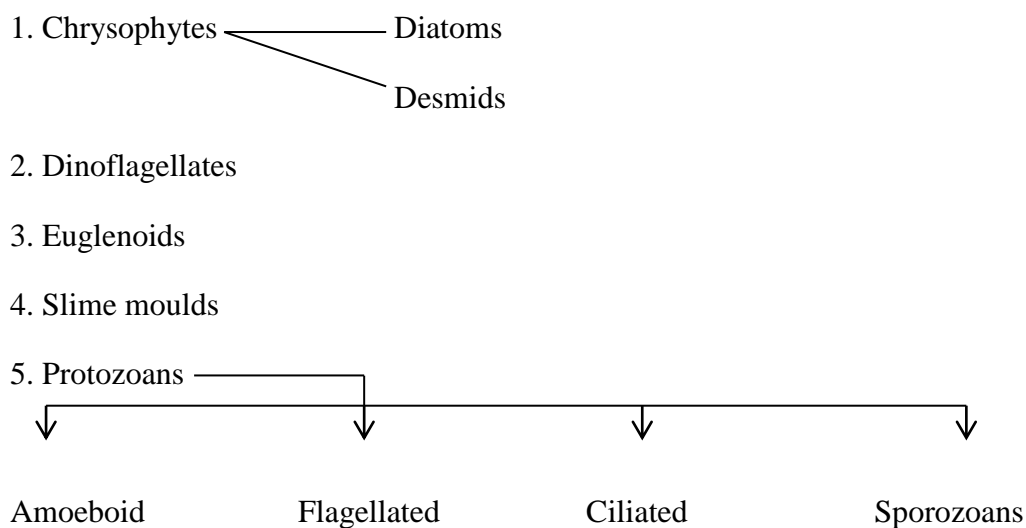 1. Chrysophytes Diatoms
Desmids
2. Dinoflagellates
3. Euglenoids
4. Slime moulds
5. Protozoans
Amoeboid Flagellated Ciliated Sporozoans